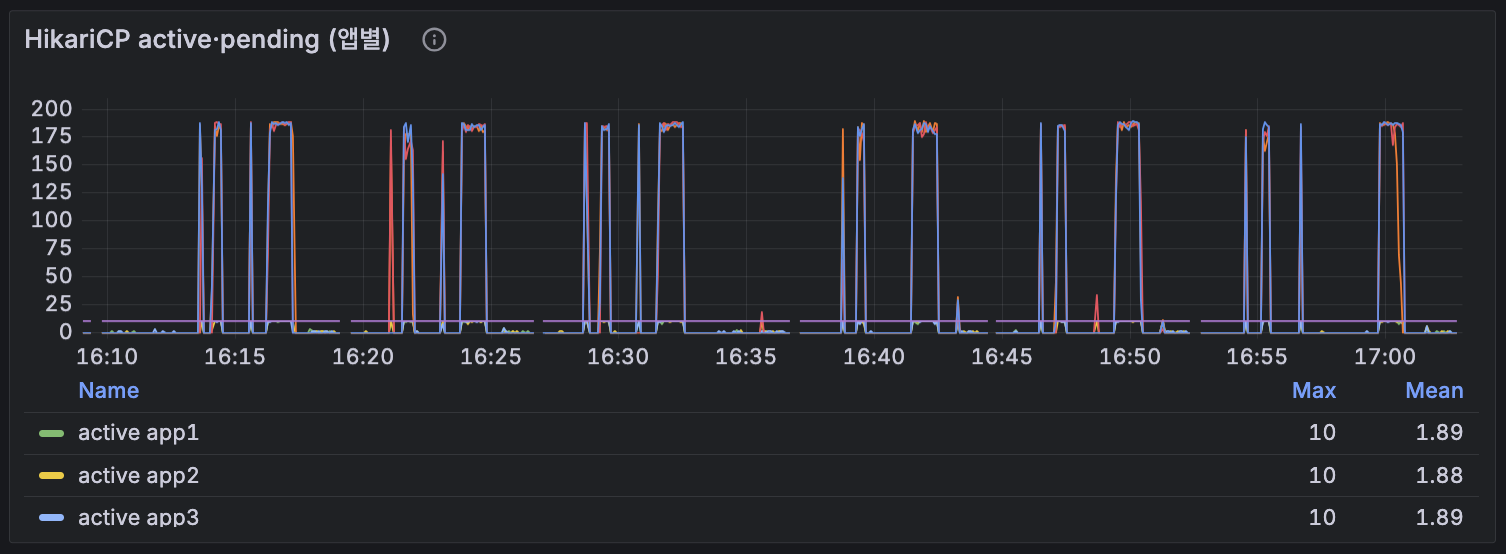 HikariCP active·pending (앱별)
200
175
150
125
100
75
50
25
0
16:10 16:15 16:20 16:25 16:30 16:35 16:40 16:45 16:50 16:55 17:00
Name Max Mean
active app1 10 1.89
active app2 10 1.88
active app3 10 1.89